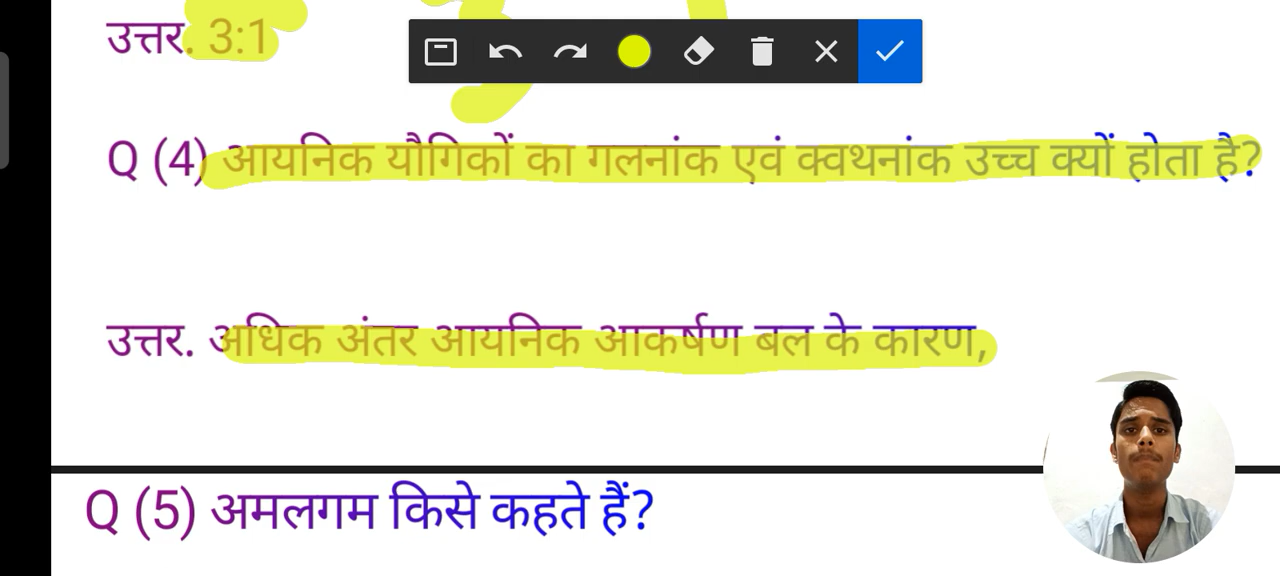 उत्तर. 3:1
Q (4) आयनिक यौगिकों का गलनांक एवं क्वथनांक उच्च क्यों होता है?
उत्तर. अधिक अंतर आयनिक आकर्षण बल के कारण,
Q (5) अमलगम किसे कहते हैं?